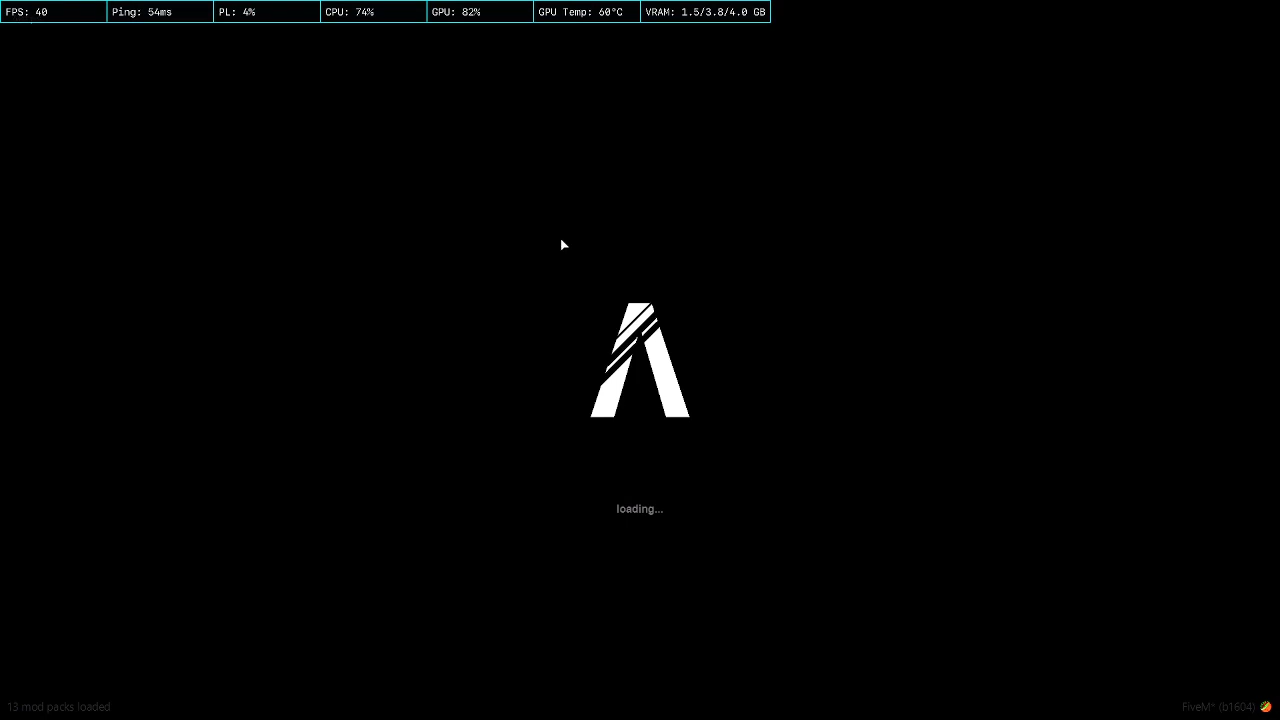 FPS: 40 Ping: 54ms PL: 4% CPU: 74% GPU: 82% GPU Temp: 60°C VRAM: 1.5/3.8/4.0 GB
loading...
13 mod packs loaded
FiveM* (b1604)